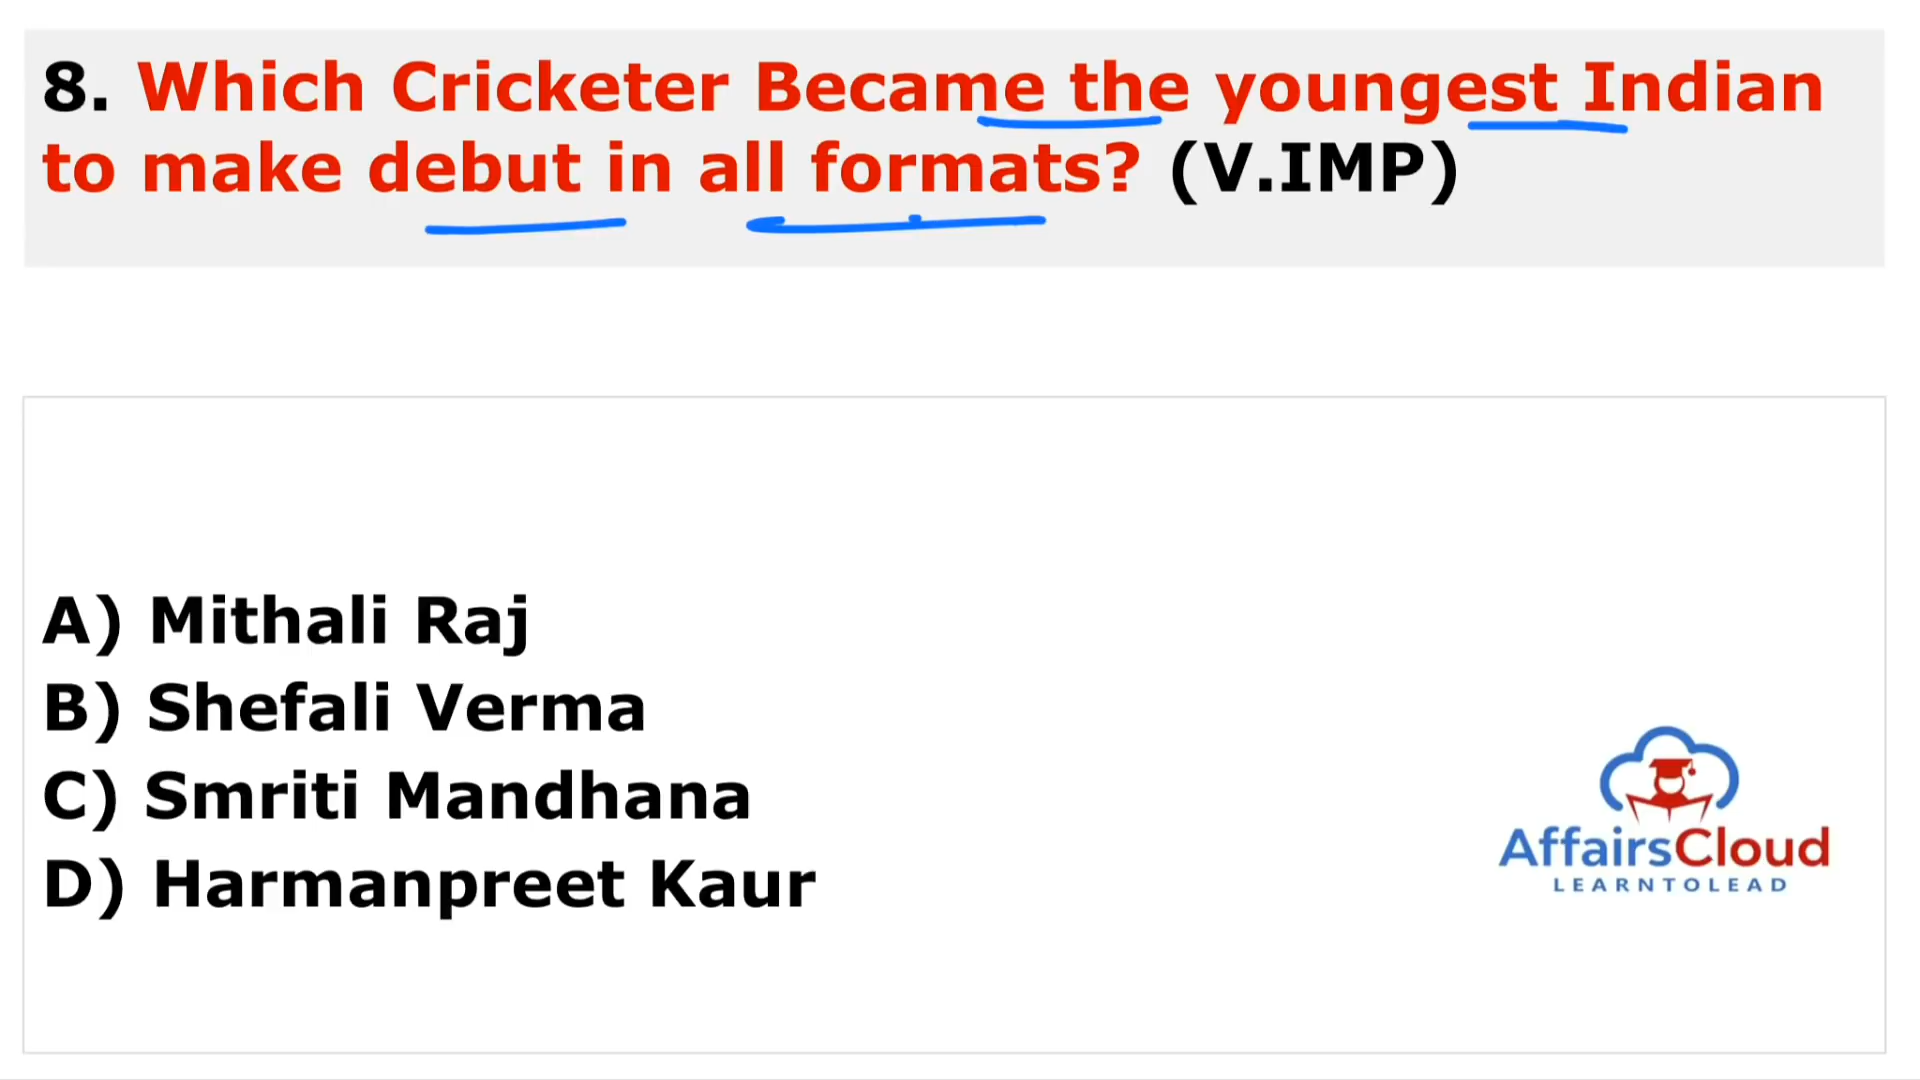 8. Which Cricketer Became the youngest Indian
to make debut in all formats? (V.IMP)
A) Mithali Raj
B) Shefali Verma
C) Smriti Mandhana
D) Harmanpreet Kaur
AffairsCloud
LEARNTOLEAD